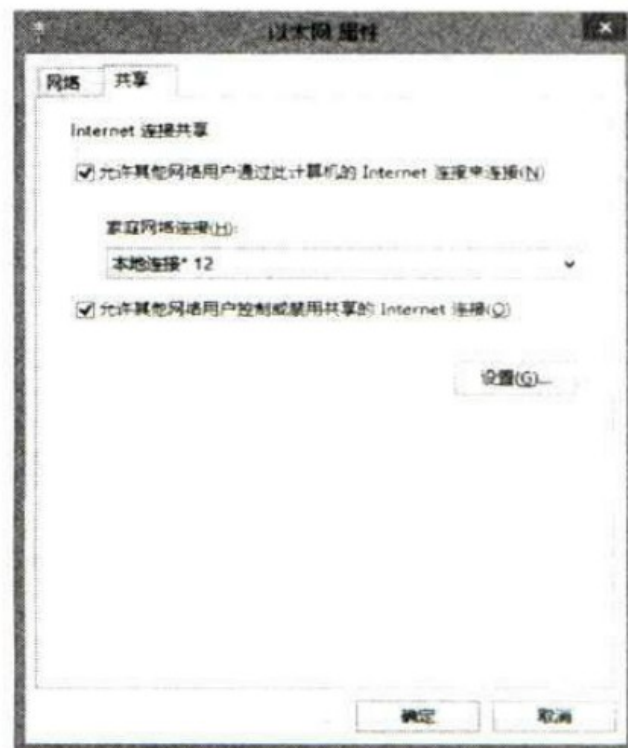 以太网 属性
网络 共享
Internet 连接共享
允许其他网络用户通过此计算机的 Internet 连接来连接(N)
家庭网络连接(H):
本地连接* 12
允许其他网络用户控制或禁用共享的 Internet 连接(O)
设置(G)...
确定 取消